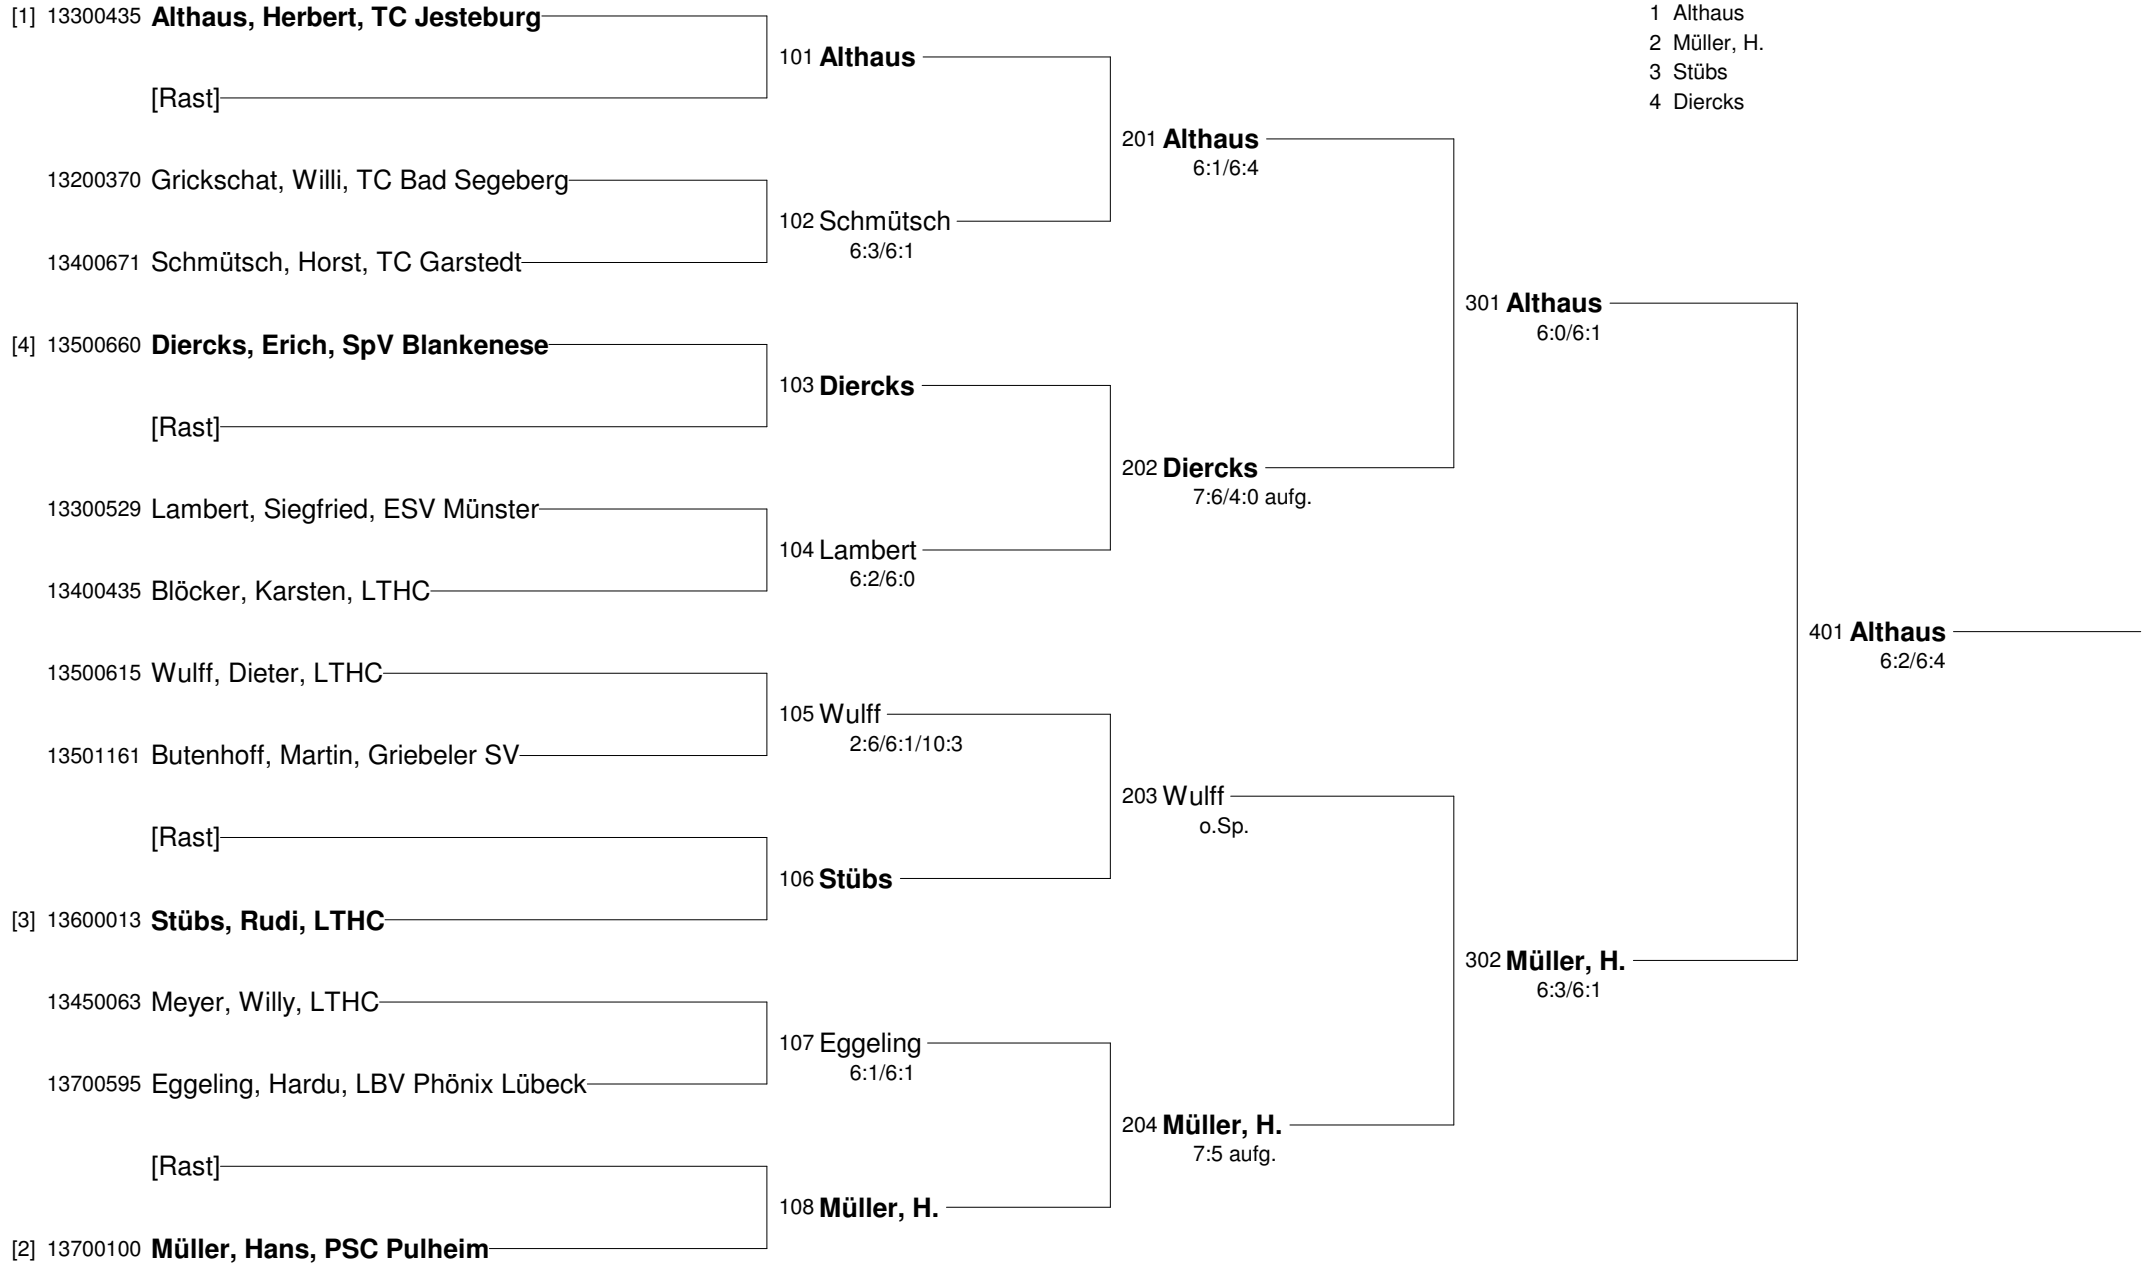 [1] 13300435 Althaus, Herbert, TC Jesteburg
1 Althaus
2 Müller, H.
3 Stübs
4 Diercks
101 Althaus
[Rast]
201 Althaus
6:1/6:4
13200370 Grickschat, Willi, TC Bad Segeberg
102 Schmütsch
6:3/6:1
13400671 Schmütsch, Horst, TC Garstedt
301 Althaus
6:0/6:1
[4] 13500660 Diercks, Erich, SpV Blankenese
103 Diercks
[Rast]
202 Diercks
7:6/4:0 aufg.
13300529 Lambert, Siegfried, ESV Münster
104 Lambert
6:2/6:0
13400435 Blöcker, Karsten, LTHC
401 Althaus
6:2/6:4
13500615 Wulff, Dieter, LTHC
105 Wulff
2:6/6:1/10:3
13501161 Butenhoff, Martin, Griebeler SV
203 Wulff
o.Sp.
[Rast]
106 Stübs
[3] 13600013 Stübs, Rudi, LTHC
302 Müller, H.
6:3/6:1
13450063 Meyer, Willy, LTHC
107 Eggeling
6:1/6:1
13700595 Eggeling, Hardu, LBV Phönix Lübeck
204 Müller, H.
7:5 aufg.
[Rast]
108 Müller, H.
[2] 13700100 Müller, Hans, PSC Pulheim